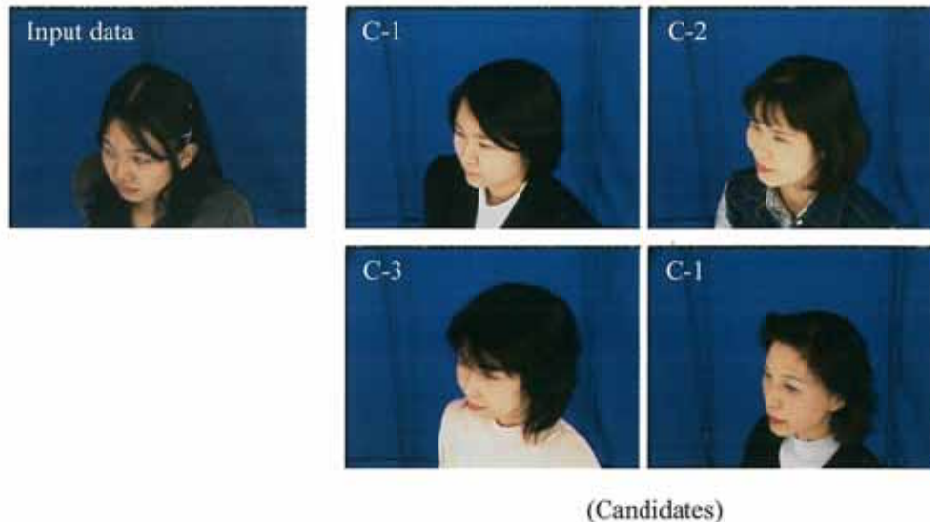 Input data
C-1
C-2
C-3
C-1
(Candidates)